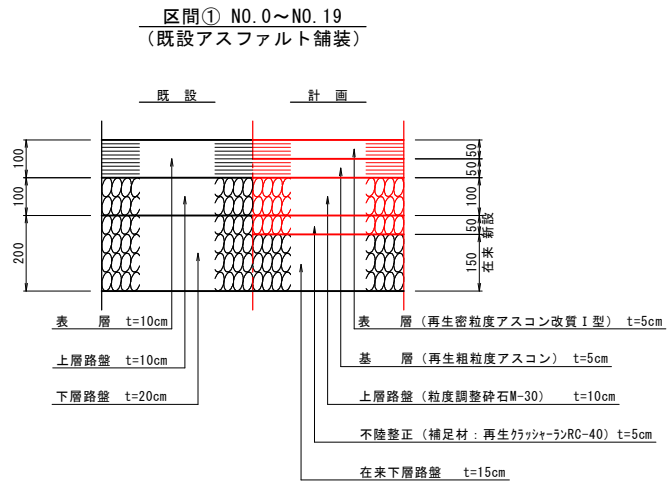 区間① NO.0～NO.19
(既設アスファルト舗装)
既　設
計　画
100
100
200
50
50
100
50
150
新設
在来
表　　層　t=10cm
上層路盤　t=10cm
下層路盤　t=20cm
表　　層（再生密粒度アスコン改質Ⅰ型）t=5cm
基　　層（再生粗粒度アスコン）　t=5cm
上層路盤（粒度調整砕石M-30）　t=10cm
不陸整正（補足材：再生ｸﾗｯｼｬｰﾗﾝRC-40）t=5cm
在来下層路盤　t=15cm